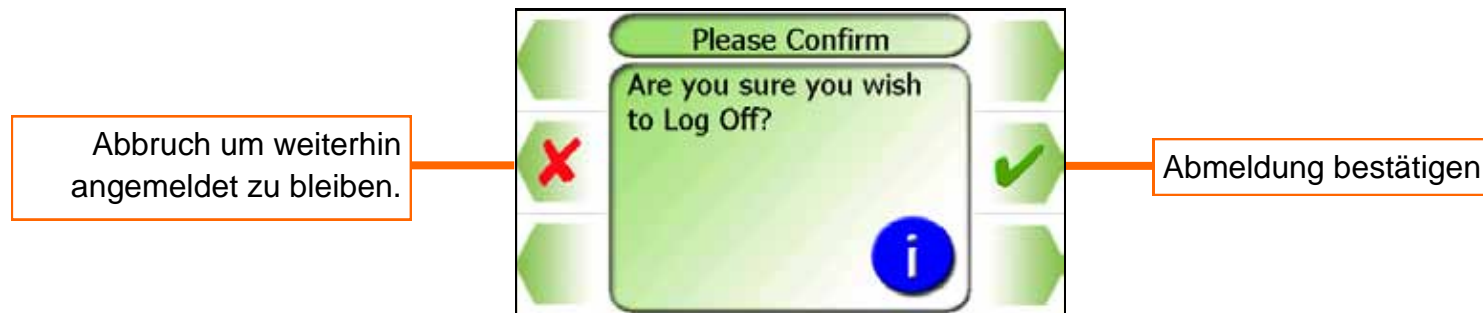 Please Confirm
Are you sure you wish
to Log Off?
Abbruch um weiterhin
angemeldet zu bleiben.
Abmeldung bestätigen
i